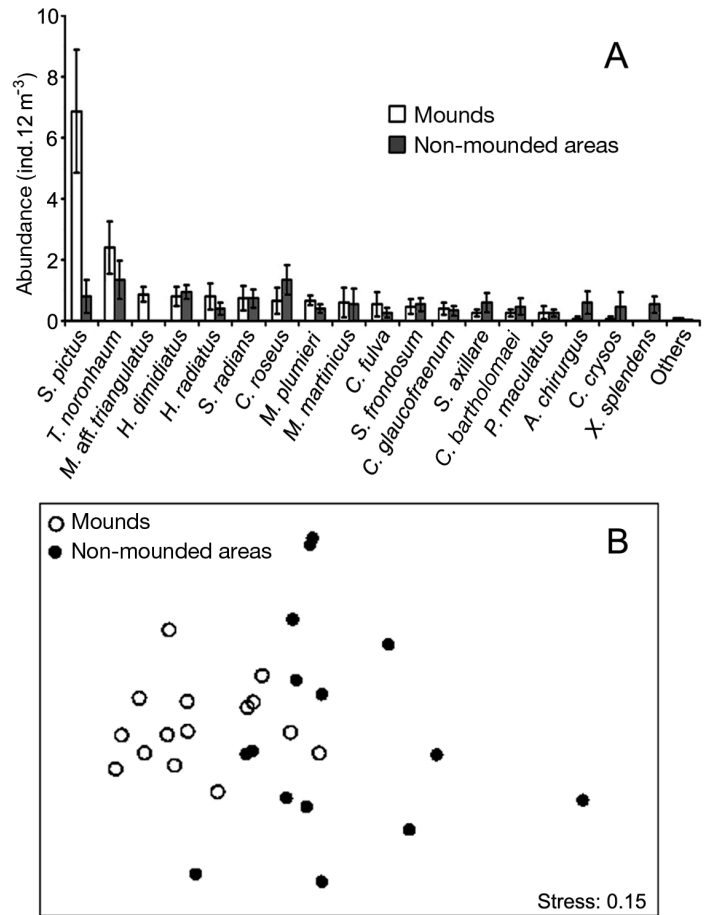 10
8
6
4
2
0
Abundance (ind. 12 m⁻³)
A
Mounds
Non-mounded areas
S. pictus
T. noronhaum
M. aff. triangulatus
H. dimidiatus
H. radiatus
S. radians
C. roseus
M. plumieri
M. martinicus
C. fulva
S. frondosum
C. glaucofraenum
S. axillare
C. bartholomaei
P. maculatus
A. chirurgus
C. crysos
X. splendens
Others
Mounds
Non-mounded areas
B
Stress: 0.15